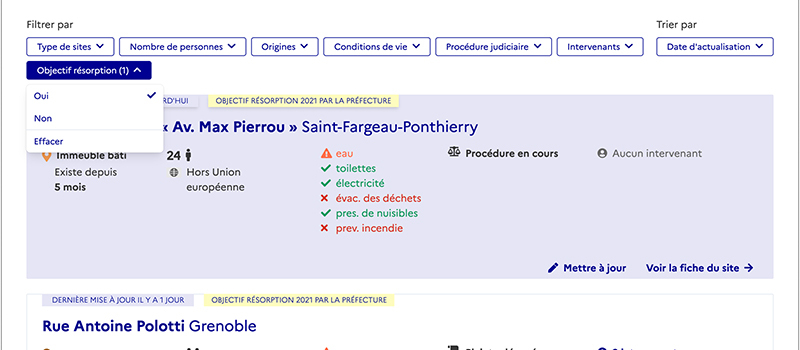 Filtrer par
Trier par
Type de sites
Nombre de personnes
Origines
Conditions de vie
Procédure judiciaire
Intervenants
Date d'actualisation
Objectif résorption (1)
Oui
Non
Effacer
OBJECTIF RÉSORPTION 2021 PAR LA PRÉFECTURE
« Av. Max Pierrou » Saint-Fargeau-Ponthierry
Immeuble bâti
Existe depuis
5 mois
24
Hors Union
européenne
eau
toilettes
électricité
évac. des déchets
pres. de nuisibles
prev. incendie
Procédure en cours
Aucun intervenant
Mettre à jour
Voir la fiche du site
DERNIÈRE MISE À JOUR IL Y A 1 JOUR
OBJECTIF RÉSORPTION 2021 PAR LA PRÉFECTURE
Rue Antoine Polotti Grenoble